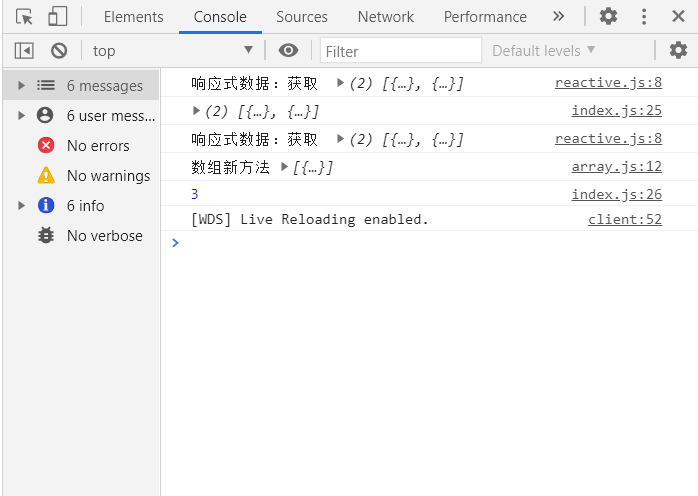 Elements Console Sources Network Performance
top Filter Default levels
6 messages
6 user mess...
No errors
No warnings
6 info
No verbose
响应式数据：获取 (2) [{…}, {…}] reactive.js:8
(2) [{…}, {…}] index.js:25
响应式数据：获取 (2) [{…}, {…}] reactive.js:8
数组新方法 [{…}] array.js:12
3 index.js:26
[WDS] Live Reloading enabled. client:52